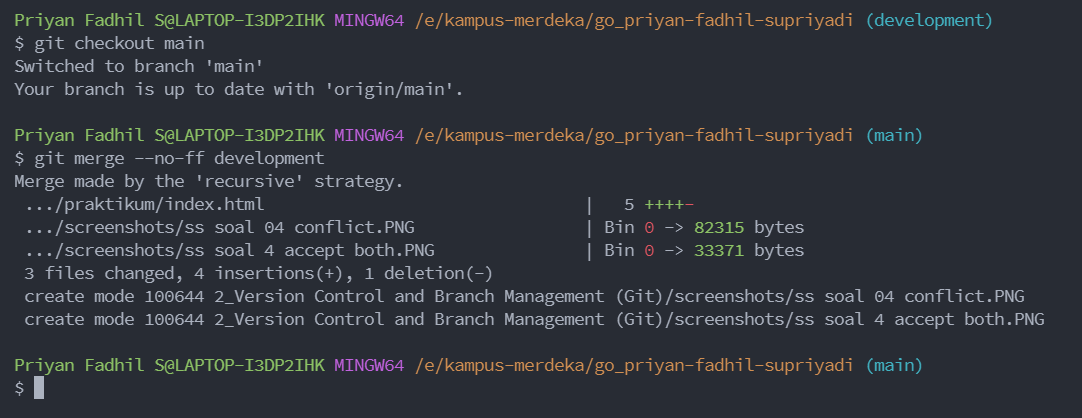 Priyan Fadhil S@LAPTOP-I3DP2IHK MINGW64 /e/kampus-merdeka/go_priyan-fadhil-supriyadi (development)
$ git checkout main
Switched to branch 'main'
Your branch is up to date with 'origin/main'.
Priyan Fadhil S@LAPTOP-I3DP2IHK MINGW64 /e/kampus-merdeka/go_priyan-fadhil-supriyadi (main)
$ git merge --no-ff development
Merge made by the 'recursive' strategy.
.../praktikum/index.html | 5 ++++-
.../screenshots/ss soal 04 conflict.PNG | Bin 0 -> 82315 bytes
.../screenshots/ss soal 4 accept both.PNG | Bin 0 -> 33371 bytes
3 files changed, 4 insertions(+), 1 deletion(-)
create mode 100644 2_Version Control and Branch Management (Git)/screenshots/ss soal 04 conflict.PNG
create mode 100644 2_Version Control and Branch Management (Git)/screenshots/ss soal 4 accept both.PNG
Priyan Fadhil S@LAPTOP-I3DP2IHK MINGW64 /e/kampus-merdeka/go_priyan-fadhil-supriyadi (main)
$